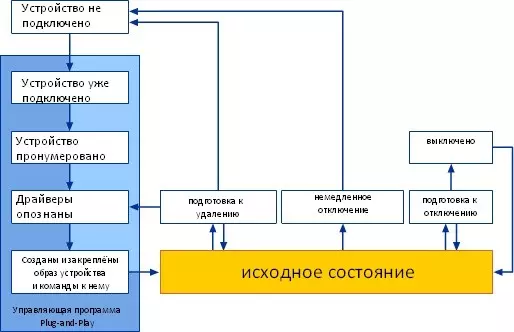 Устройство не
подключено
Устройство уже
подключено
Устройство
пронумеровано
Драйверы
опознаны
Созданы и закреплёны
образ устройства
и команды к нему
Управляющая программа
Plug-and-Play
подготовка к
удалению
немедленное
отключение
выключено
подготовка к
отключению
исходное состояние